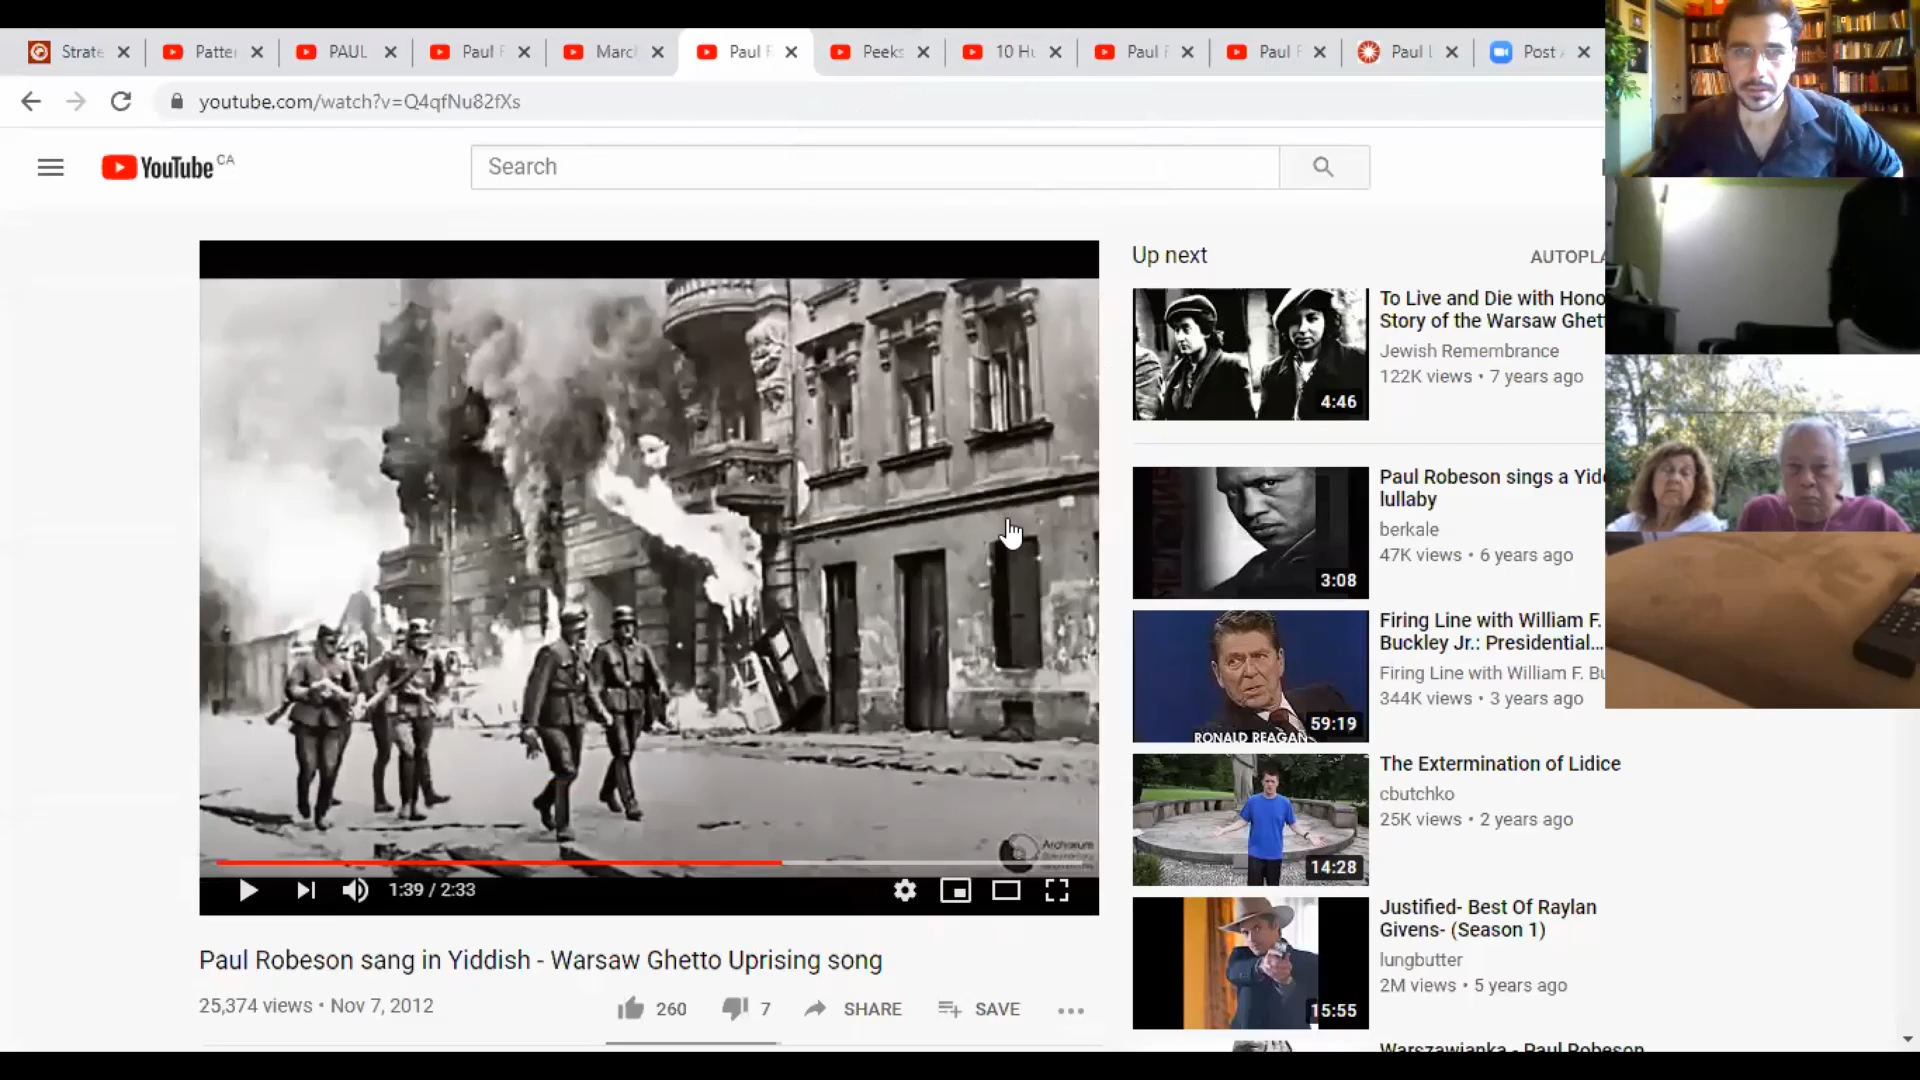 Strate
Patte
PAUL
Paul F
Marc
Paul R
Peeks
10 Hu
Paul F
Paul F
Paul L
Post A
youtube.com/watch?v=Q4qfNu82fXs
YouTube CA
Search
Up next
AUTOPLA
To Live and Die with Hono
Story of the Warsaw Ghet
Jewish Remembrance
122K views • 7 years ago
4:46
Paul Robeson sings a Yid
lullaby
berkale
47K views • 6 years ago
3:08
Firing Line with William F.
Buckley Jr.: Presidential...
Firing Line with William F. Bu
344K views • 3 years ago
59:19
RONALD REAGAN
The Extermination of Lidice
cbutchko
25K views • 2 years ago
14:28
Justified- Best Of Raylan
Givens- (Season 1)
lungbutter
2M views • 5 years ago
15:55
Warszawianka - Paul Robeson
1:39 / 2:33
Paul Robeson sang in Yiddish - Warsaw Ghetto Uprising song
25,374 views • Nov 7, 2012
260
7
SHARE
SAVE